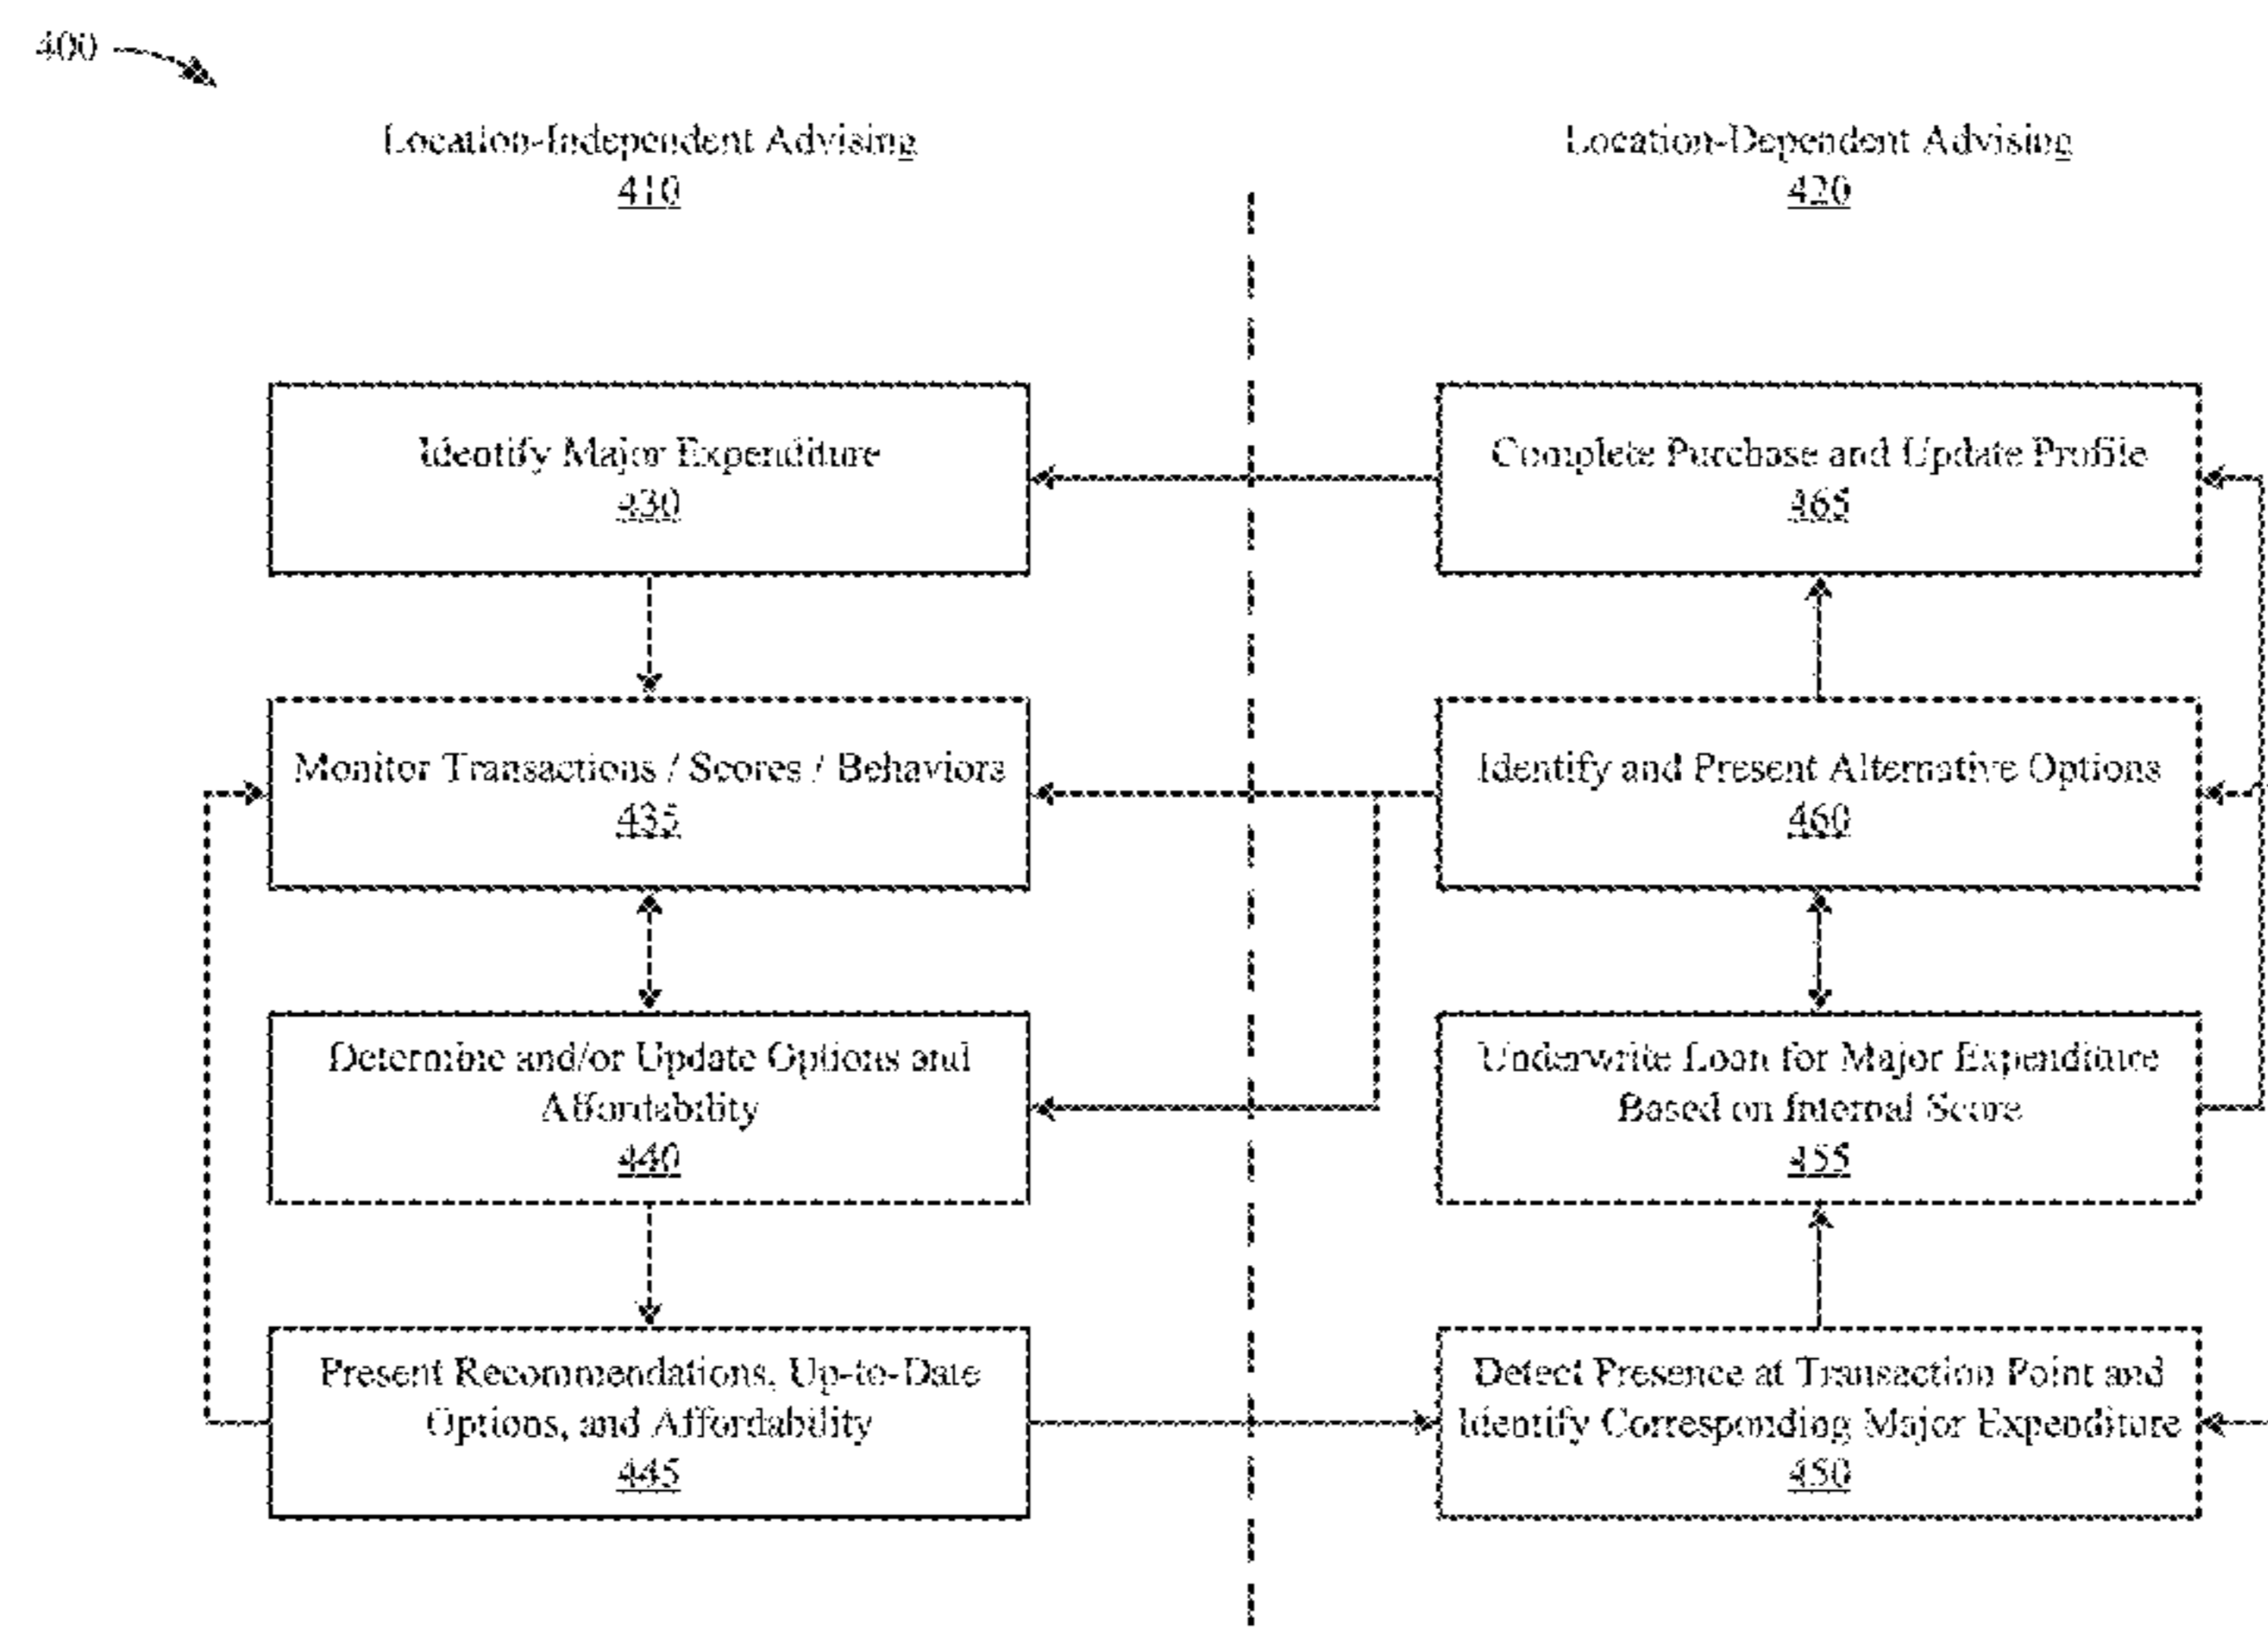 400
Location-Independent Advising
410
Location-Dependent Advising
420
Identify Major Expenditure
430
Complete Purchase and Update Profile
465
Monitor Transactions / Scores / Behaviors
435
Identify and Present Alternative Options
460
Determine and/or Update Options and
Affordability
440
Underwrite Loan for Major Expenditure
Based on Internal Score
455
Present Recommendations, Up-to-Date
Options, and Affordability
445
Detect Presence at Transaction Point and
Identify Corresponding Major Expenditure
450